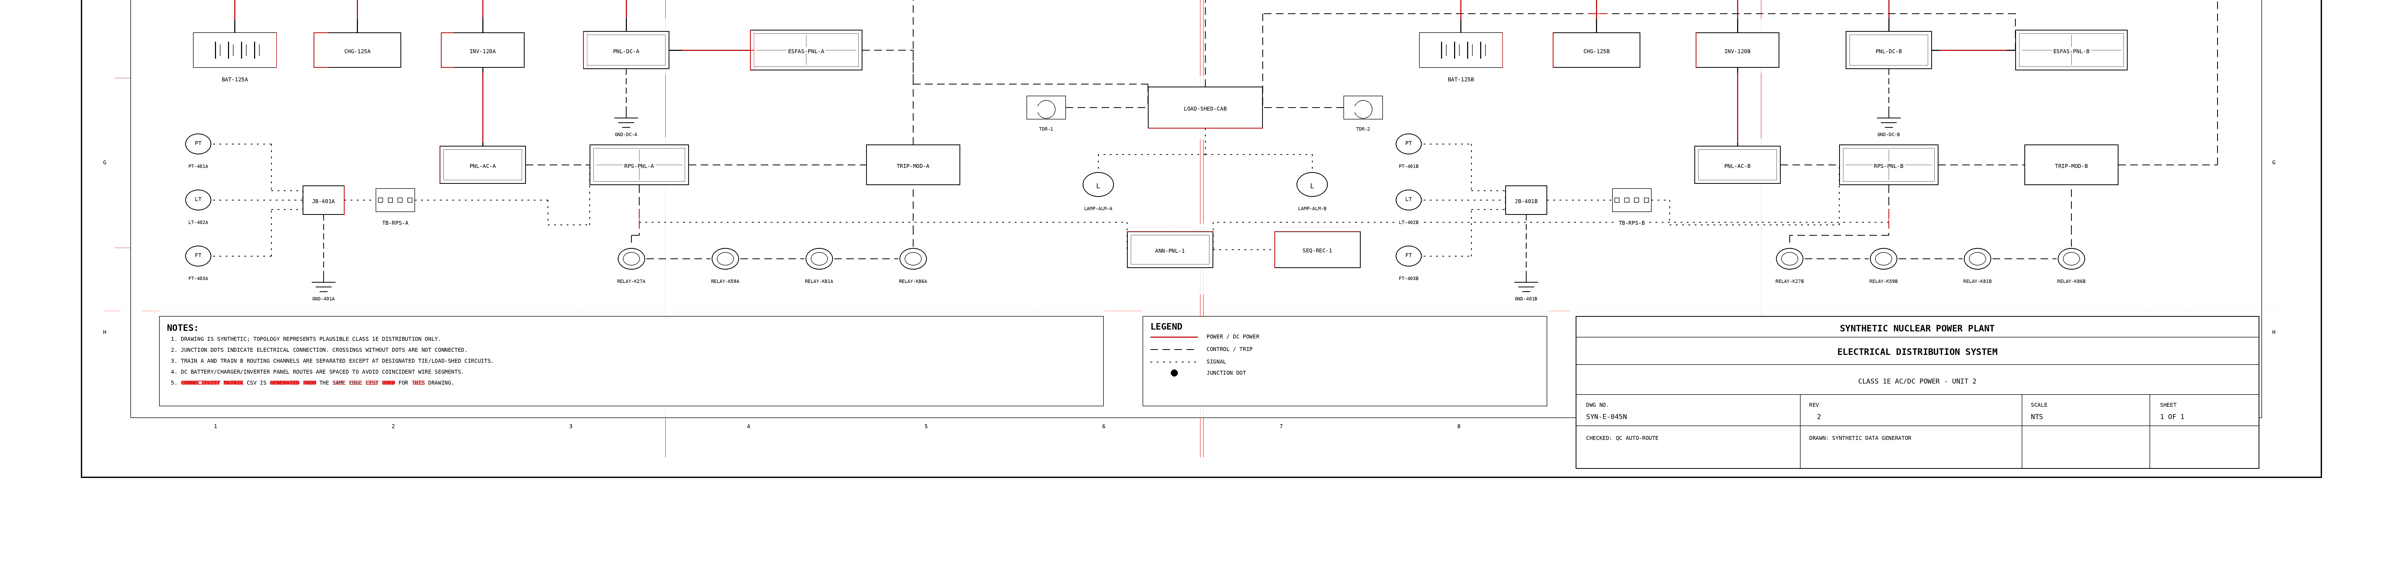 CHG-125A
INV-120A
PNL-DC-A
ESFAS-PNL-A
CHG-125B
INV-120B
PNL-DC-B
ESFAS-PNL-B
BAT-125A
BAT-125B
LOAD-SHED-CAB
TDR-1
TDR-2
GND-DC-A
GND-DC-B
PT
PT
G
PT-401A
PNL-AC-A
RPS-PNL-A
TRIP-MOD-A
PT-401B
PNL-AC-B
RPS-PNL-B
TRIP-MOD-B
G
L
L
LT
JB-401A
LT
JB-401B
LAMP-ALM-A
LAMP-ALM-B
LT-402A
TB-RPS-A
LT-402B
TB-RPS-B
ANN-PNL-1
SEQ-REC-1
FT
FT
FT-403A
RELAY-K27A
RELAY-K59A
RELAY-K81A
RELAY-K86A
FT-403B
RELAY-K27B
RELAY-K59B
RELAY-K81B
RELAY-K86B
GND-401A
GND-401B
H
H
NOTES:
1. DRAWING IS SYNTHETIC; TOPOLOGY REPRESENTS PLAUSIBLE CLASS 1E DISTRIBUTION ONLY.
2. JUNCTION DOTS INDICATE ELECTRICAL CONNECTION. CROSSINGS WITHOUT DOTS ARE NOT CONNECTED.
3. TRAIN A AND TRAIN B ROUTING CHANNELS ARE SEPARATED EXCEPT AT DESIGNATED TIE/LOAD-SHED CIRCUITS.
4. DC BATTERY/CHARGER/INVERTER PANEL ROUTES ARE SPACED TO AVOID COINCIDENT WIRE SEGMENTS.
5. CONNECTIVITY MATRIX CSV IS GENERATED FROM THE SAME EDGE LIST USED FOR THIS DRAWING.
LEGEND
POWER / DC POWER
CONTROL / TRIP
SIGNAL
JUNCTION DOT
SYNTHETIC NUCLEAR POWER PLANT
ELECTRICAL DISTRIBUTION SYSTEM
CLASS 1E AC/DC POWER - UNIT 2
DWG NO.
SYN-E-045N
REV
2
SCALE
NTS
SHEET
1 OF 1
CHECKED: QC AUTO-ROUTE
DRAWN: SYNTHETIC DATA GENERATOR
1 2 3 4 5 6 7 8